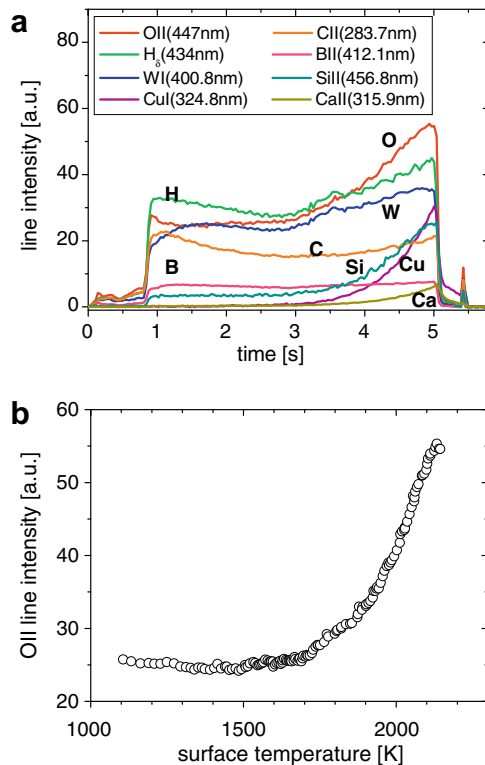 a
OII(447nm) CII(283.7nm)
Hδ(434nm) BII(412.1nm)
WI(400.8nm) SiII(456.8nm)
CuI(324.8nm) CaII(315.9nm)
line intensity [a.u.]
80
60
40
20
0
H
O
W
C
B
Si
Cu
Ca
0 1 2 3 4 5
time [s]
b
OII line intensity [a.u.]
60
50
40
30
20
1000 1500 2000
surface temperature [K]